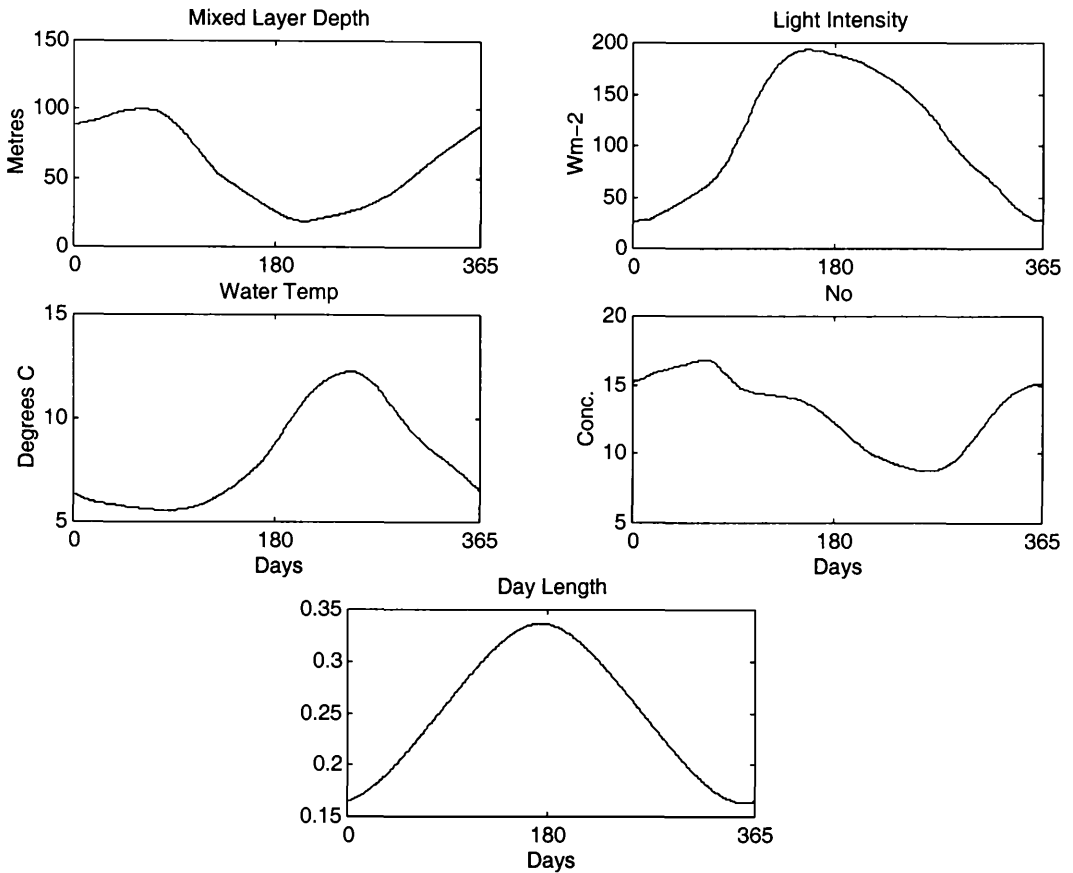 Mixed Layer Depth
150
100
50
0
Metres
0 180 365
Light Intensity
200
150
100
50
0
Wm-2
0 180 365
Water Temp
15
10
5
Degrees C
0 180 365
Days
No
20
15
10
5
Conc.
0 180 365
Days
Day Length
0.35
0.3
0.25
0.2
0.15
0 180 365
Days